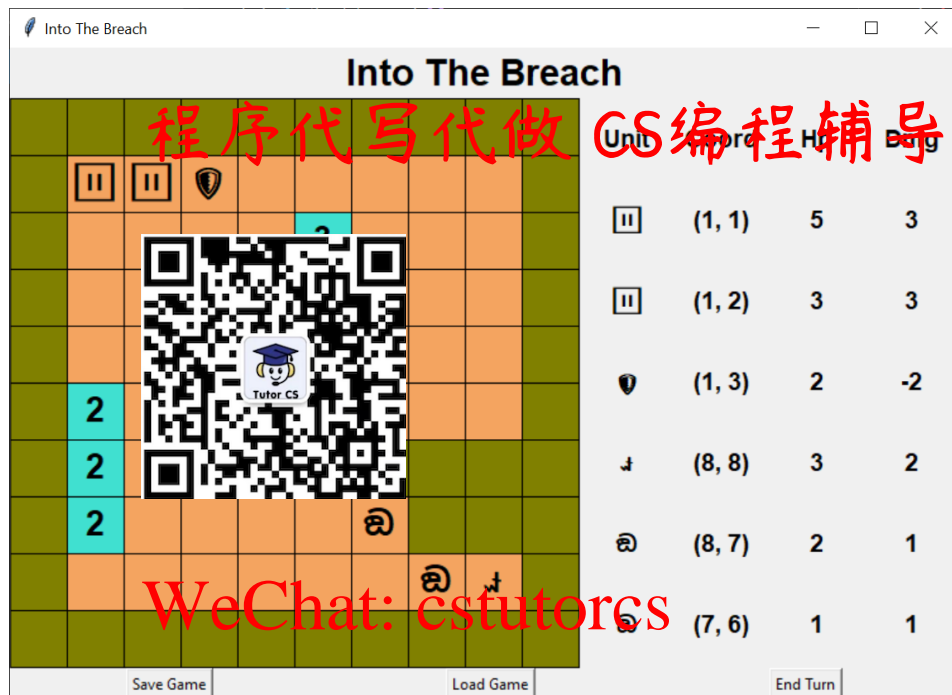 Into The Breach
Into The Breach
程序代写代做 CS编程辅导
Unit Coord Hp Dmg
(1, 1) 5 3
(1, 2) 3 3
(1, 3) 2 -2
2
(8, 8) 3 2
2
2
ඞ
ඞ (8, 7) 2 1
ඞ
ඞ (7, 6) 1 1
Tutor CS
WeChat: cstutorcs
Save Game Load Game End Turn